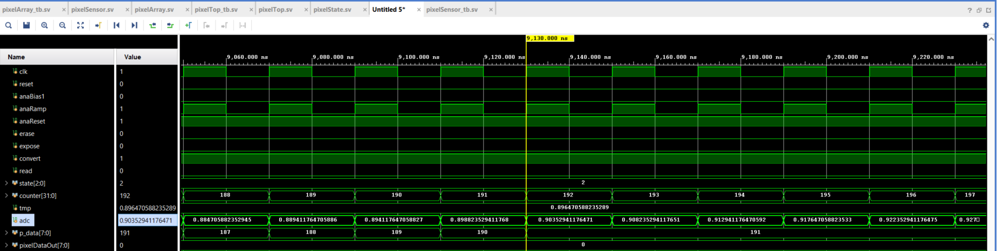 pixelArray_tb.sv × pixelSensor.sv × pixelArray.sv × pixelTop_tb.sv × pixelTop.sv × pixelState.sv × Untitled 5* × pixelSensor_tb.sv × ?
9,130.000 ns
Name Value 9,060.000 ns 9,080.000 ns 9,100.000 ns 9,120.000 ns 9,140.000 ns 9,160.000 ns 9,180.000 ns 9,200.000 ns 9,220.000 ns
clk 1
reset 0
anaBias1 0
anaRamp 1
anaReset 1
erase 0
expose 0
convert 1
read 0
state[2:0] 2 2
counter[31:0] 192 188 189 190 191 192 193 194 195 196 197
tmp 0.896470588235289 0.896470588235289
adc 0.90352941176471 0.884705882352945 0.889411764705886 0.894117647058827 0.898823529411768 0.90352941176471 0.908235294117651 0.912941176470592 0.917647058823533 0.922352941176475 0.927
p_data[7:0] 191 187 188 189 190 191
pixelDataOut[7:0] 0 0